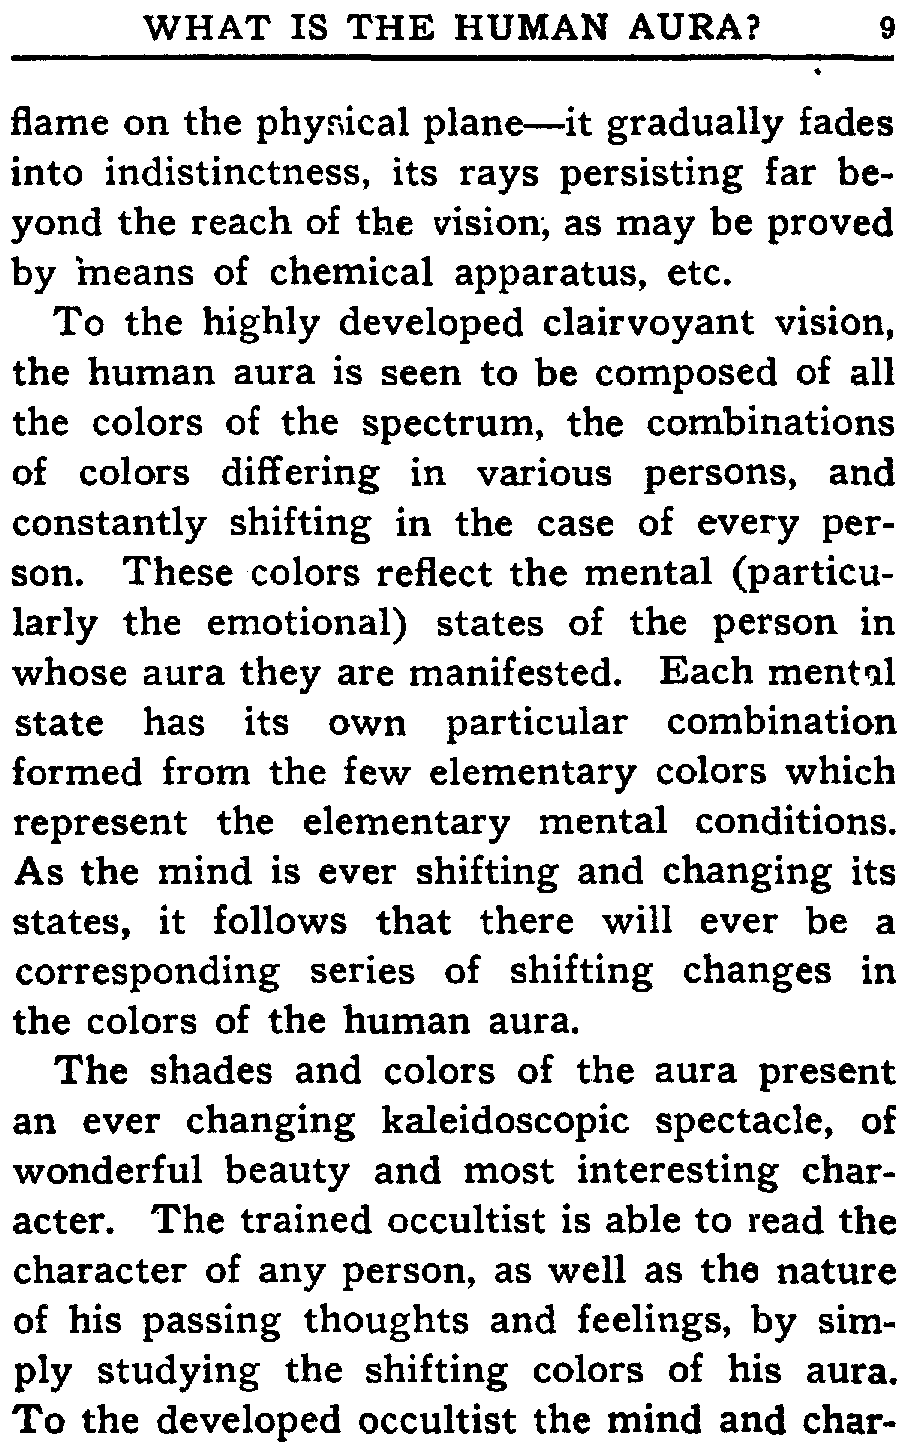 WHAT IS THE HUMAN AURA? 9
flame on the physical plane—it gradually fades
into indistinctness, its rays persisting far be-
yond the reach of the vision, as may be proved
by means of chemical apparatus, etc.
To the highly developed clairvoyant vision,
the human aura is seen to be composed of all
the colors of the spectrum, the combinations
of colors differing in various persons, and
constantly shifting in the case of every per-
son. These colors reflect the mental (particu-
larly the emotional) states of the person in
whose aura they are manifested. Each mental
state has its own particular combination
formed from the few elementary colors which
represent the elementary mental conditions.
As the mind is ever shifting and changing its
states, it follows that there will ever be a
corresponding series of shifting changes in
the colors of the human aura.
The shades and colors of the aura present
an ever changing kaleidoscopic spectacle, of
wonderful beauty and most interesting char-
acter. The trained occultist is able to read the
character of any person, as well as the nature
of his passing thoughts and feelings, by sim-
ply studying the shifting colors of his aura.
To the developed occultist the mind and char-